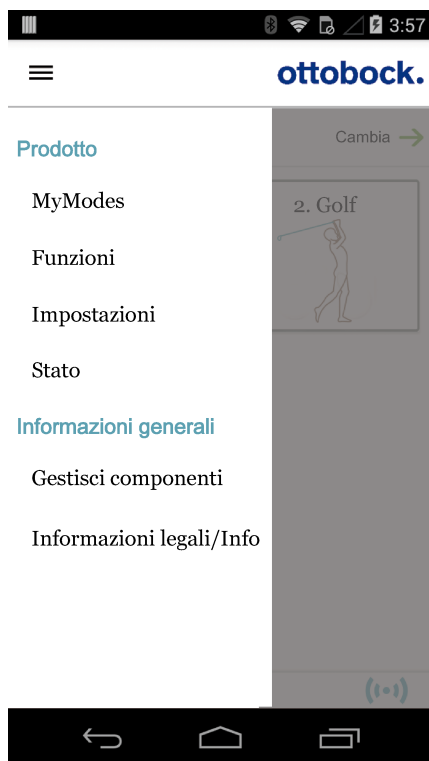 3:57
ottobock.
Prodotto
Cambia
MyModes
2. Golf
Funzioni
Impostazioni
Stato
Informazioni generali
Gestisci componenti
Informazioni legali/Info